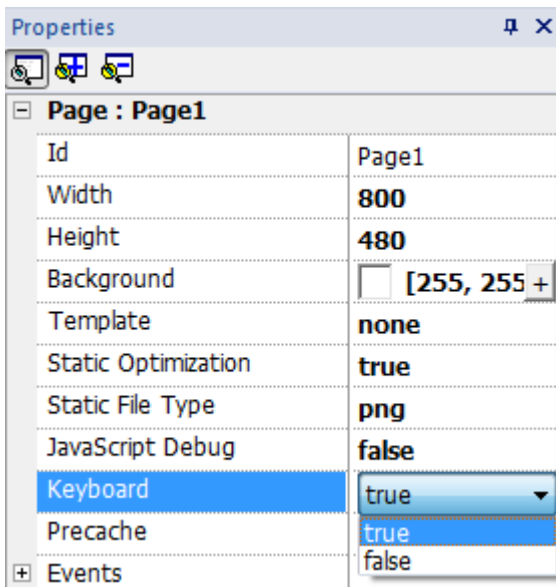 Properties
Page : Page1
Id Page1
Width 800
Height 480
Background [255, 255 +
Template none
Static Optimization true
Static File Type png
JavaScript Debug false
Keyboard true
Precache true
false
Events